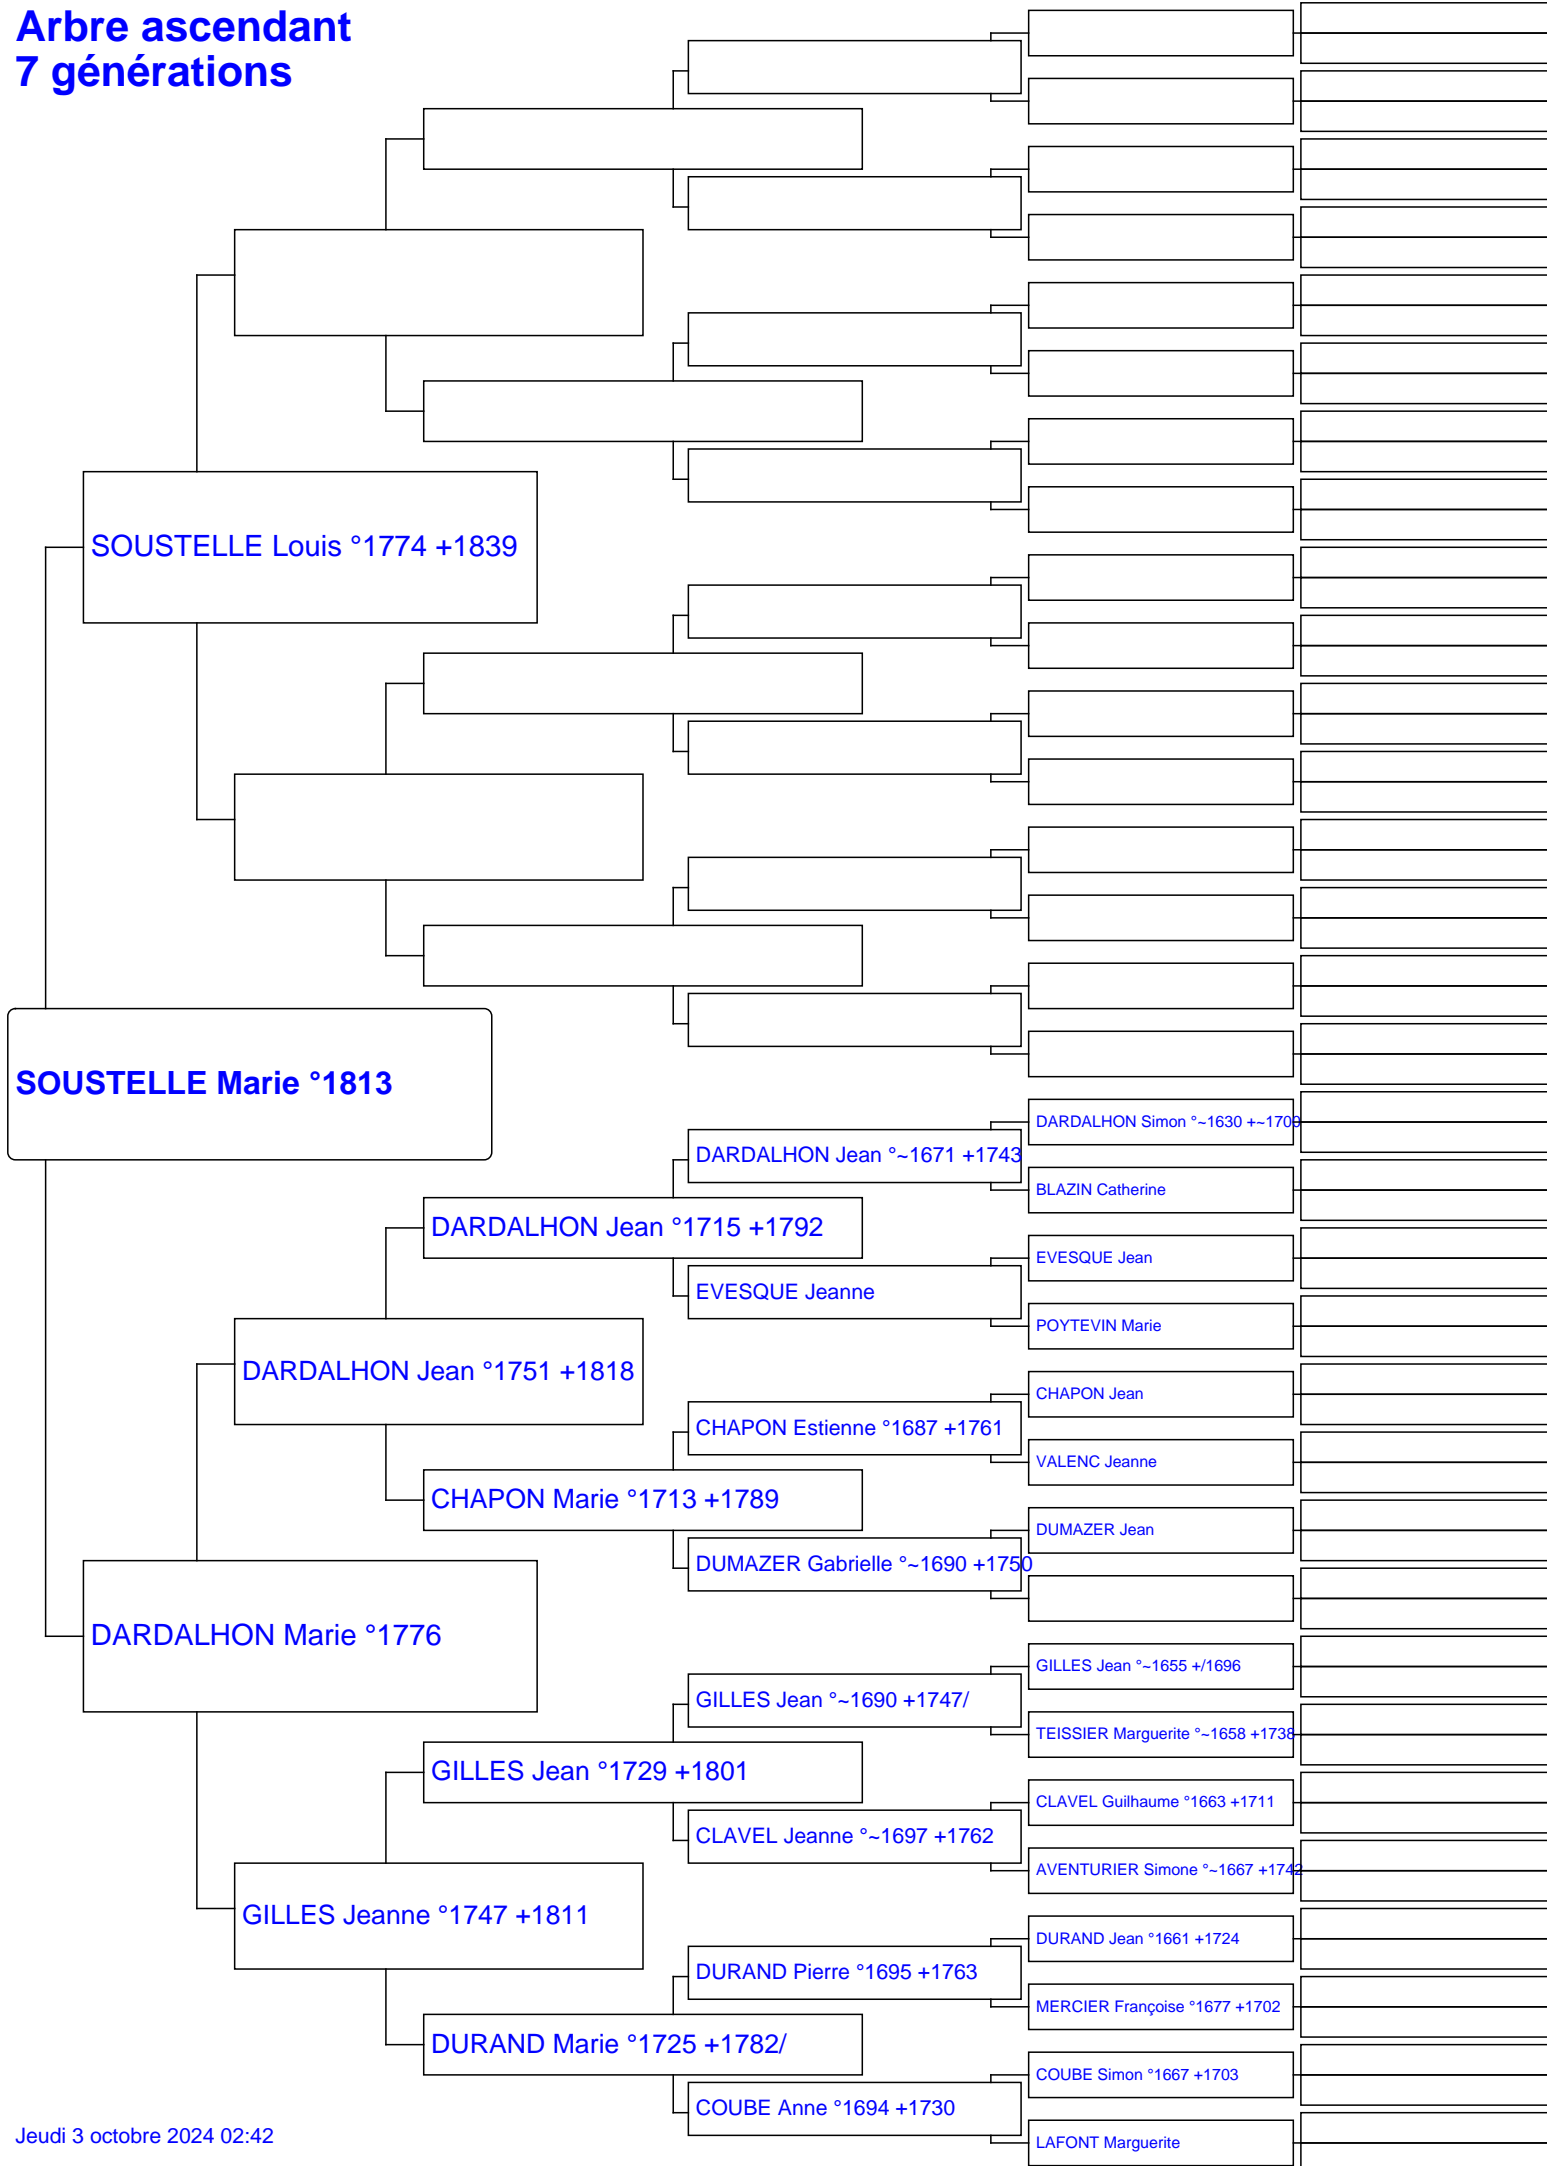 Arbre ascendant
7 générations
SOUSTELLE Louis °1774 +1839
SOUSTELLE Marie °1813
DARDALHON Simon °~1630 +~1700
DARDALHON Jean °~1671 +1743
BLAZIN Catherine
DARDALHON Jean °1715 +1792
EVESQUE Jean
EVESQUE Jeanne
POYTEVIN Marie
DARDALHON Jean °1751 +1818
CHAPON Jean
CHAPON Estienne °1687 +1761
VALENC Jeanne
CHAPON Marie °1713 +1789
DUMAZER Jean
DUMAZER Gabrielle °~1690 +1750
DARDALHON Marie °1776
GILLES Jean °~1655 +/1696
GILLES Jean °~1690 +1747/
TEISSIER Marguerite °~1658 +1738
GILLES Jean °1729 +1801
CLAVEL Guilhaume °1663 +1711
CLAVEL Jeanne °~1697 +1762
AVENTURIER Simone °~1667 +1742
GILLES Jeanne °1747 +1811
DURAND Jean °1661 +1724
DURAND Pierre °1695 +1763
MERCIER Françoise °1677 +1702
DURAND Marie °1725 +1782/
COUBE Simon °1667 +1703
COUBE Anne °1694 +1730
LAFONT Marguerite
Jeudi 3 octobre 2024 02:42